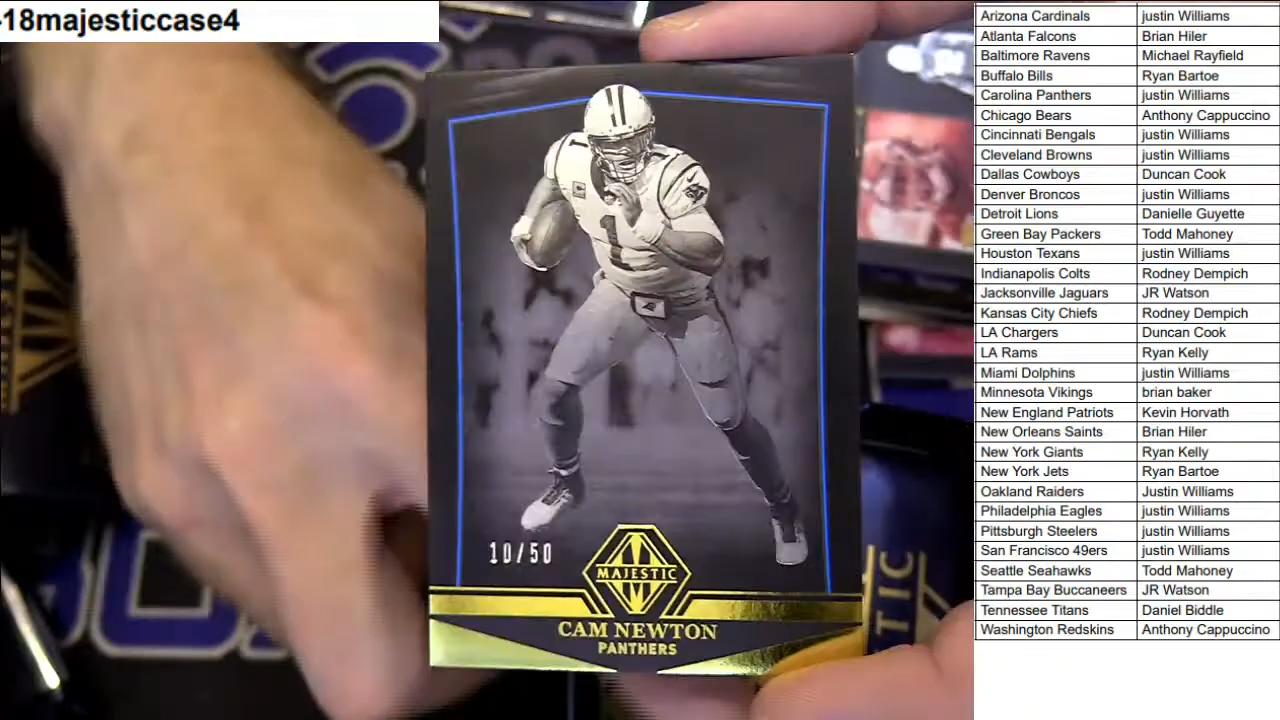 -18majesticcase4
1
10/50
MAJESTIC
CAM NEWTON
PANTHERS
Arizona Cardinals justin Williams
Atlanta Falcons Brian Hiler
Baltimore Ravens Michael Rayfield
Buffalo Bills Ryan Bartoe
Carolina Panthers justin Williams
Chicago Bears Anthony Cappuccino
Cincinnati Bengals justin Williams
Cleveland Browns justin Williams
Dallas Cowboys Duncan Cook
Denver Broncos justin Williams
Detroit Lions Danielle Guyette
Green Bay Packers Todd Mahoney
Houston Texans justin Williams
Indianapolis Colts Rodney Dempich
Jacksonville Jaguars JR Watson
Kansas City Chiefs Rodney Dempich
LA Chargers Duncan Cook
LA Rams Ryan Kelly
Miami Dolphins justin Williams
Minnesota Vikings brian baker
New England Patriots Kevin Horvath
New Orleans Saints Brian Hiler
New York Giants Ryan Kelly
New York Jets Ryan Bartoe
Oakland Raiders Justin Williams
Philadelphia Eagles justin Williams
Pittsburgh Steelers justin Williams
San Francisco 49ers justin Williams
Seattle Seahawks Todd Mahoney
Tampa Bay Buccaneers JR Watson
Tennessee Titans Daniel Biddle
Washington Redskins Anthony Cappuccino